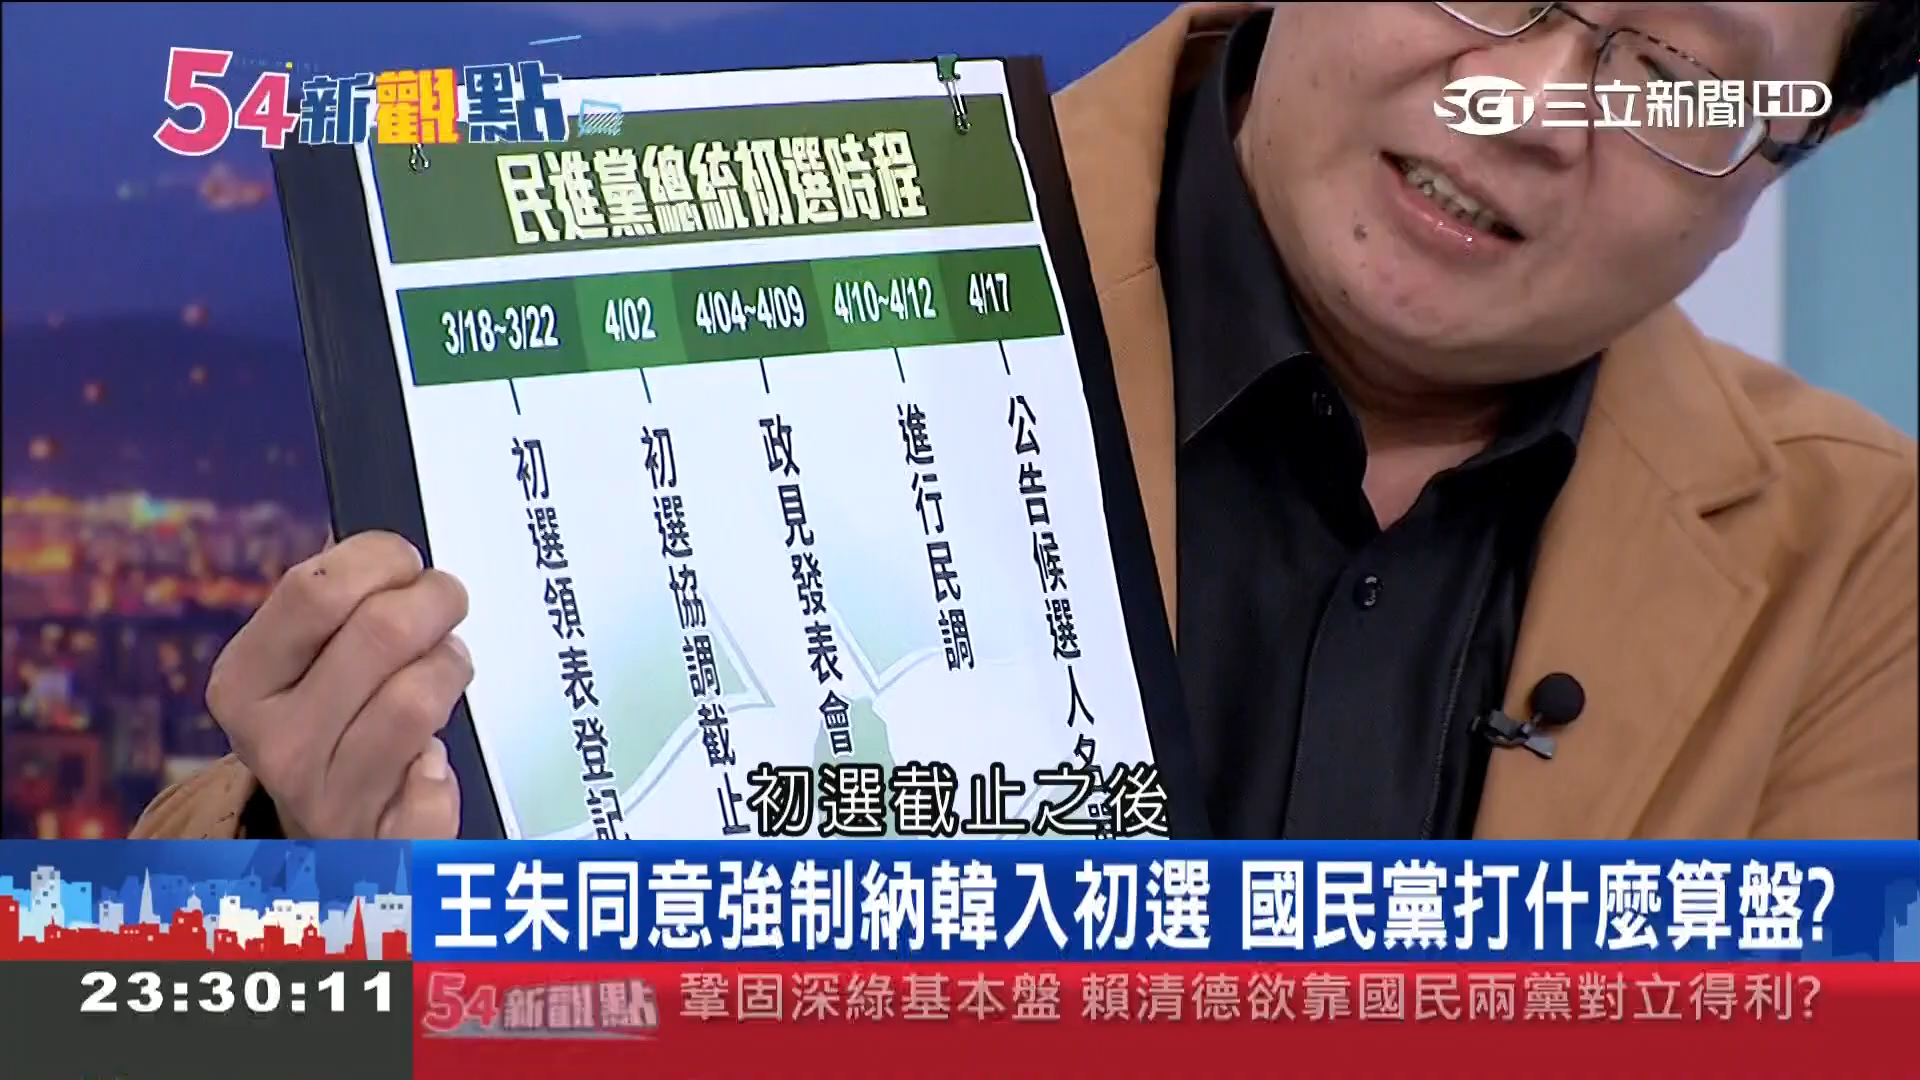 54新觀點
SET三立新聞HD
民進黨總統初選時程
3/18~3/22
4/02
4/04~4/09
4/10~4/12
4/17
初選領表登記
初選協調截止
政見發表會
進行民調
公告候選人名單
初選截止之後
王朱同意強制納韓入初選 國民黨打什麼算盤?
23:30:11
54新觀點
鞏固深綠基本盤 賴清德欲靠國民兩黨對立得利?